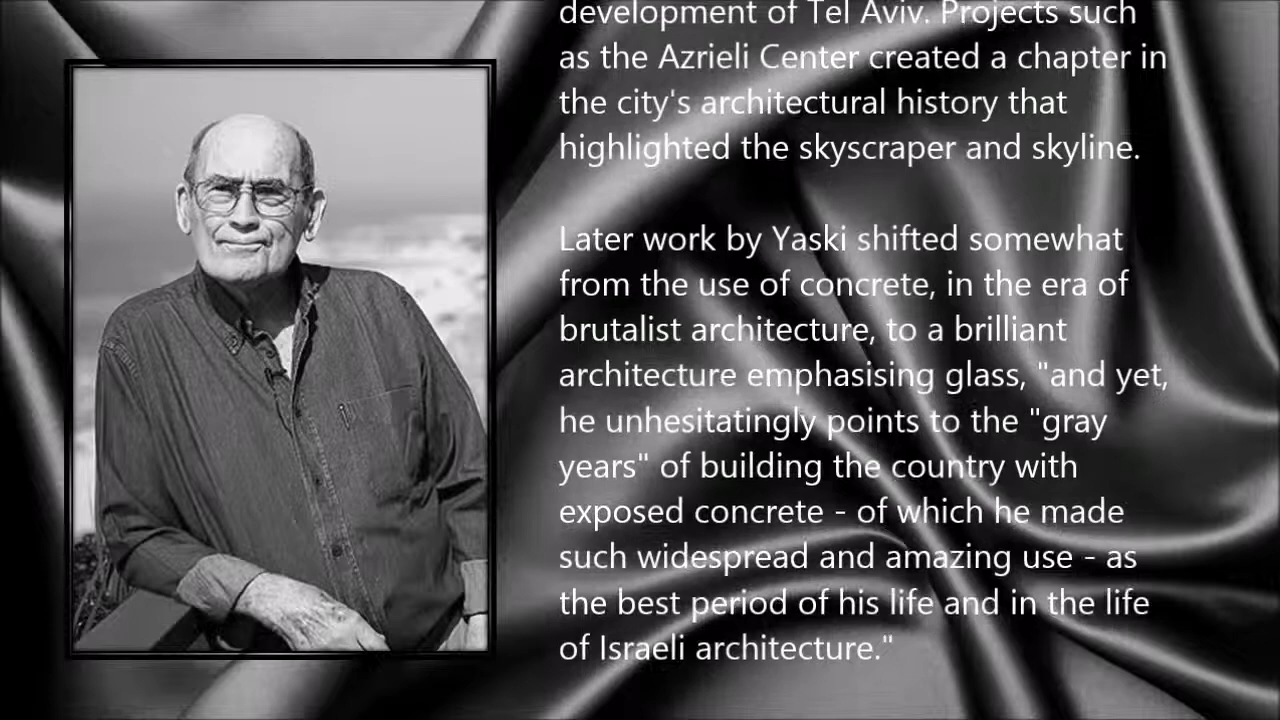 development of Tel Aviv. Projects such
as the Azrieli Center created a chapter in
the city's architectural history that
highlighted the skyscraper and skyline.
Later work by Yaski shifted somewhat
from the use of concrete, in the era of
brutalist architecture, to a brilliant
architecture emphasising glass, "and yet,
he unhesitatingly points to the "gray
years" of building the country with
exposed concrete - of which he made
such widespread and amazing use - as
the best period of his life and in the life
of Israeli architecture."